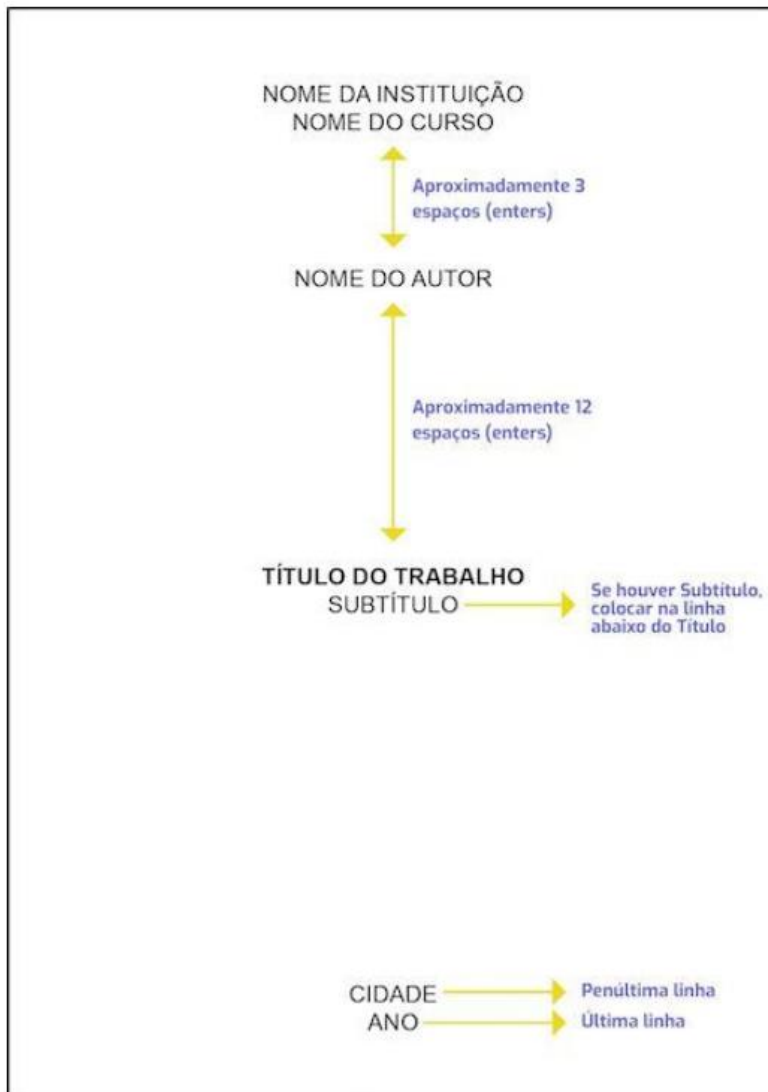 NOME DA INSTITUIÇÃO
NOME DO CURSO
Aproximadamente 3
espaços (enters)
NOME DO AUTOR
Aproximadamente 12
espaços (enters)
TÍTULO DO TRABALHO
SUBTÍTULO
Se houver Subtítulo,
colocar na linha
abaixo do Título
CIDADE
Penúltima linha
ANO
Última linha